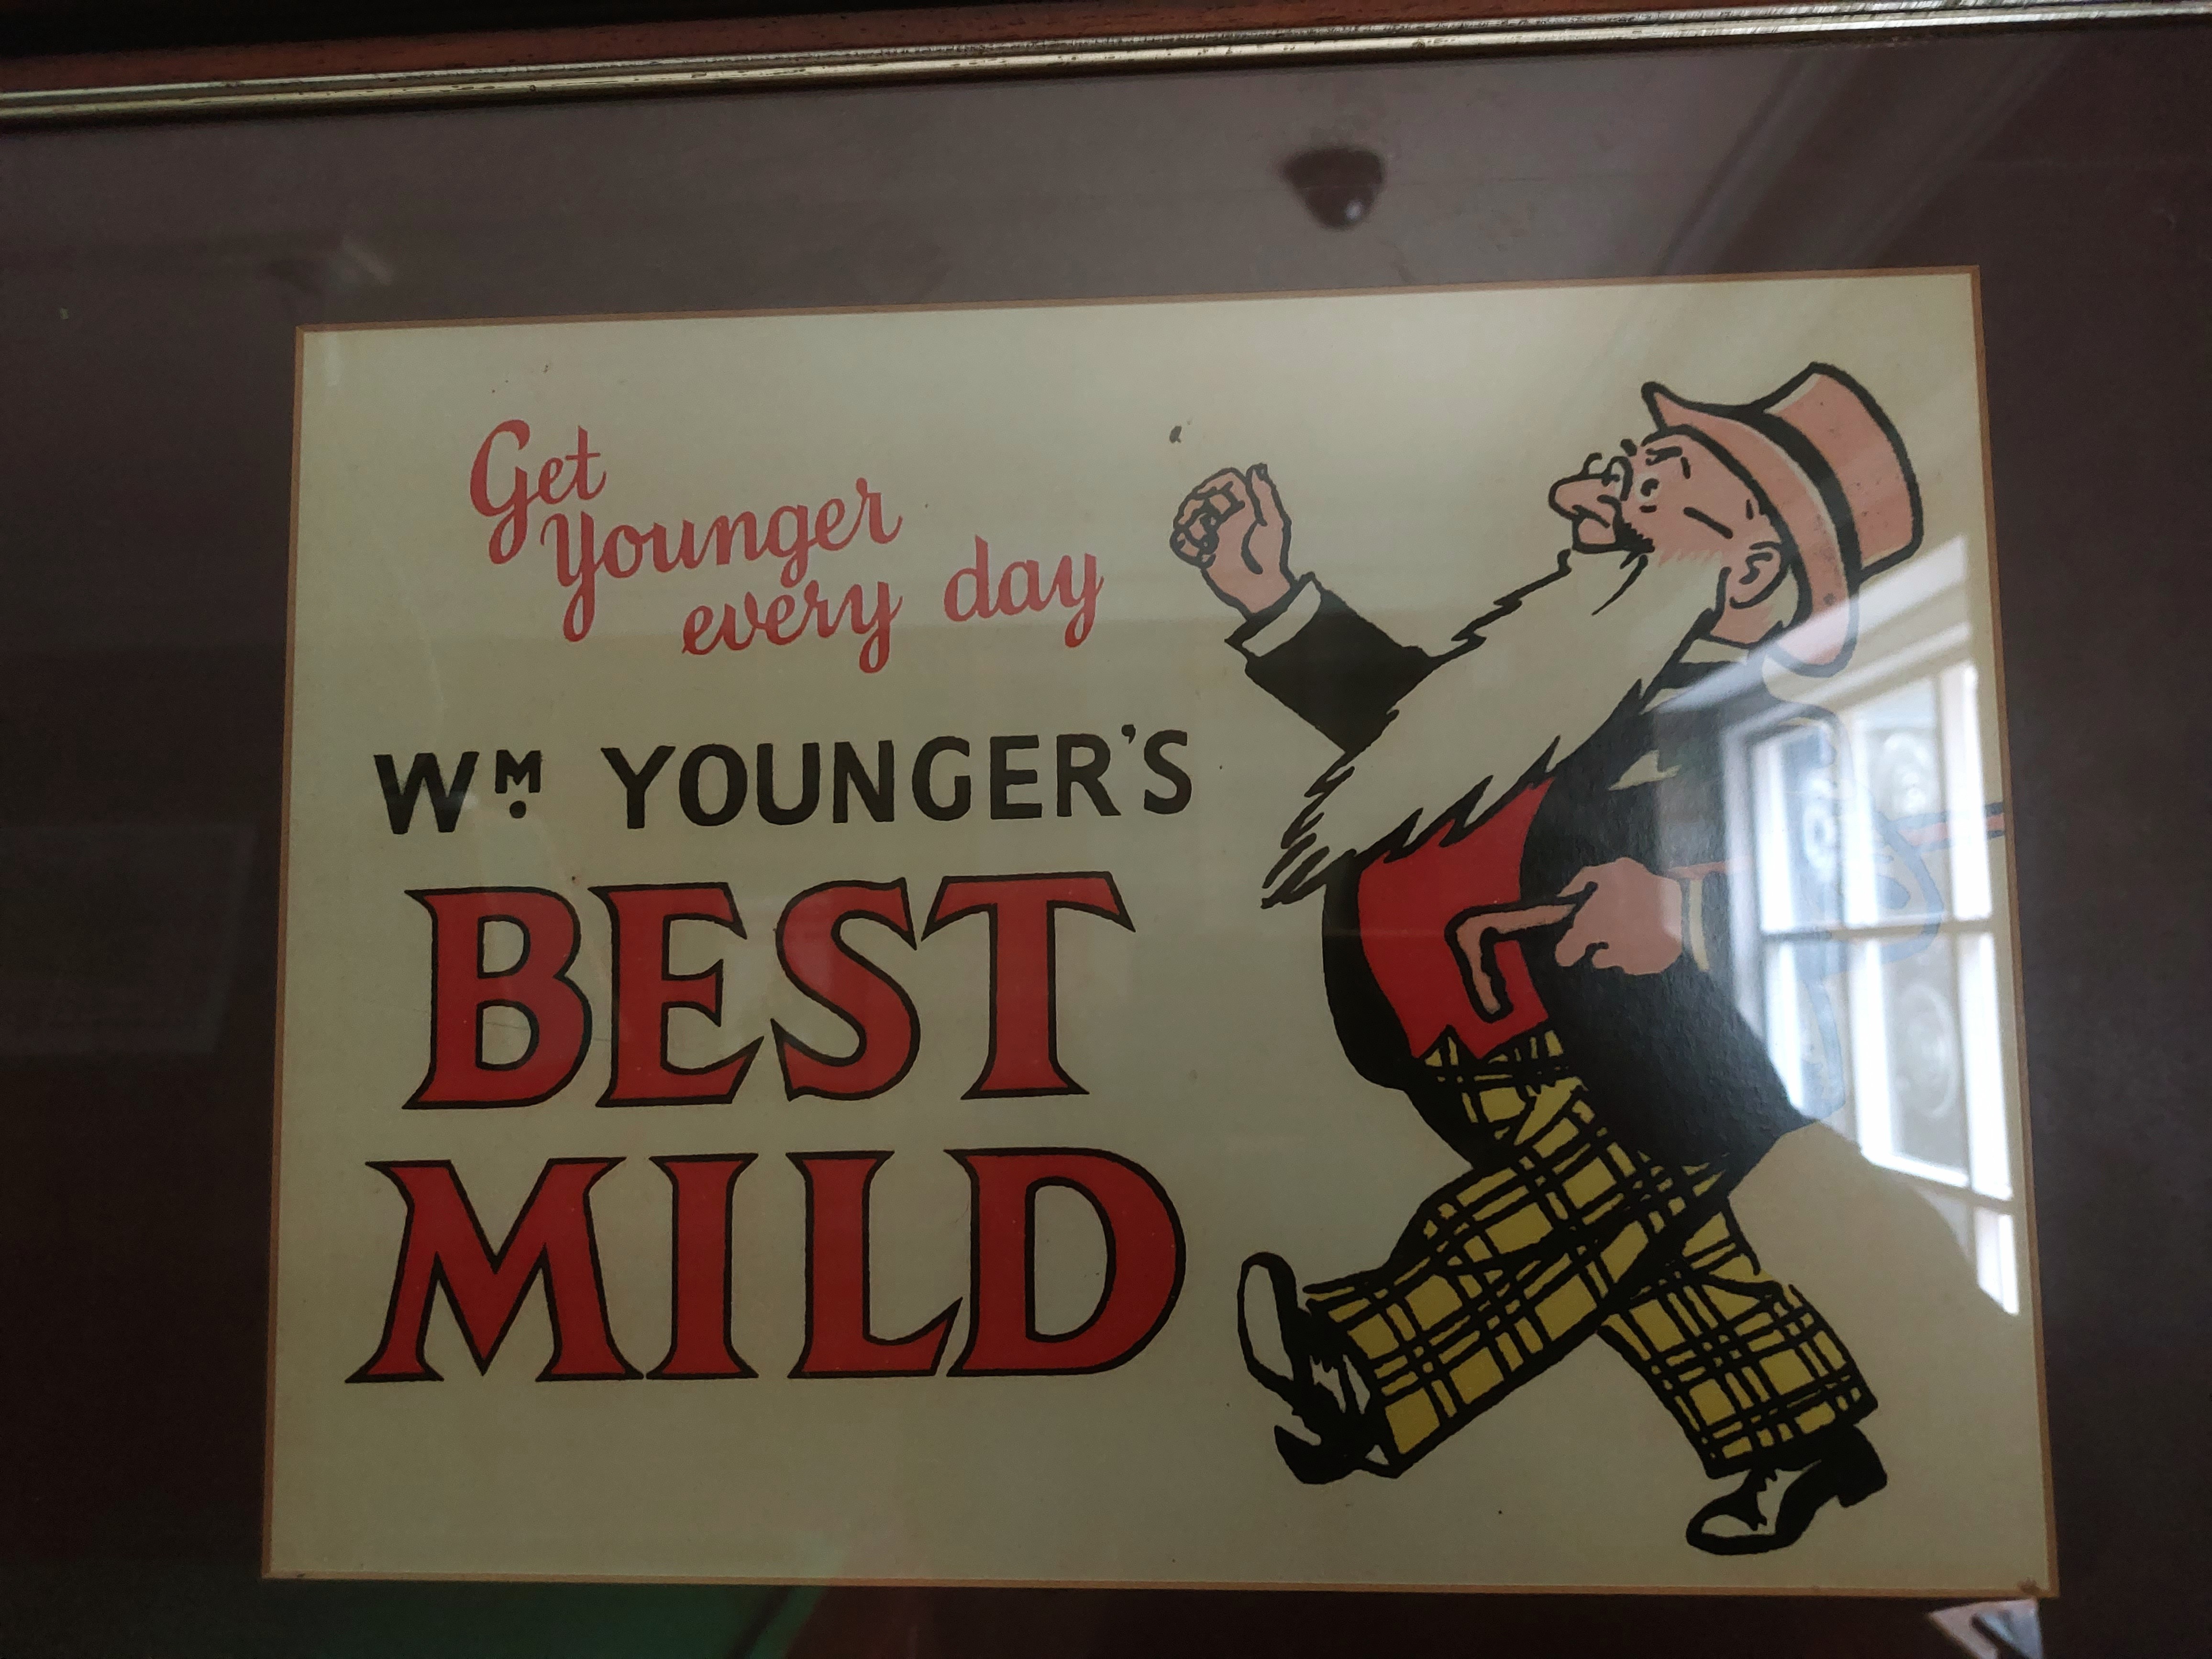 Get
Younger
every day
WM. YOUNGER'S
BEST
MILD